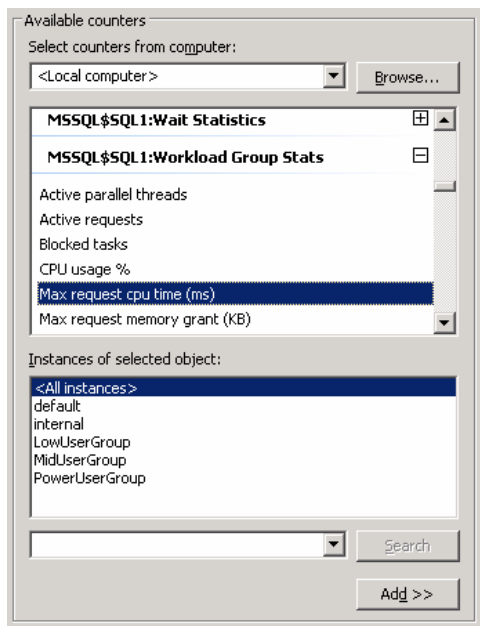 Available counters
Select counters from computer:
<Local computer>
Browse...
MSSQL$SQL1:Wait Statistics
MSSQL$SQL1:Workload Group Stats
Active parallel threads
Active requests
Blocked tasks
CPU usage %
Max request cpu time (ms)
Max request memory grant (KB)
Instances of selected object:
<All instances>
default
internal
LowUserGroup
MidUserGroup
PowerUserGroup
Search
Add >>